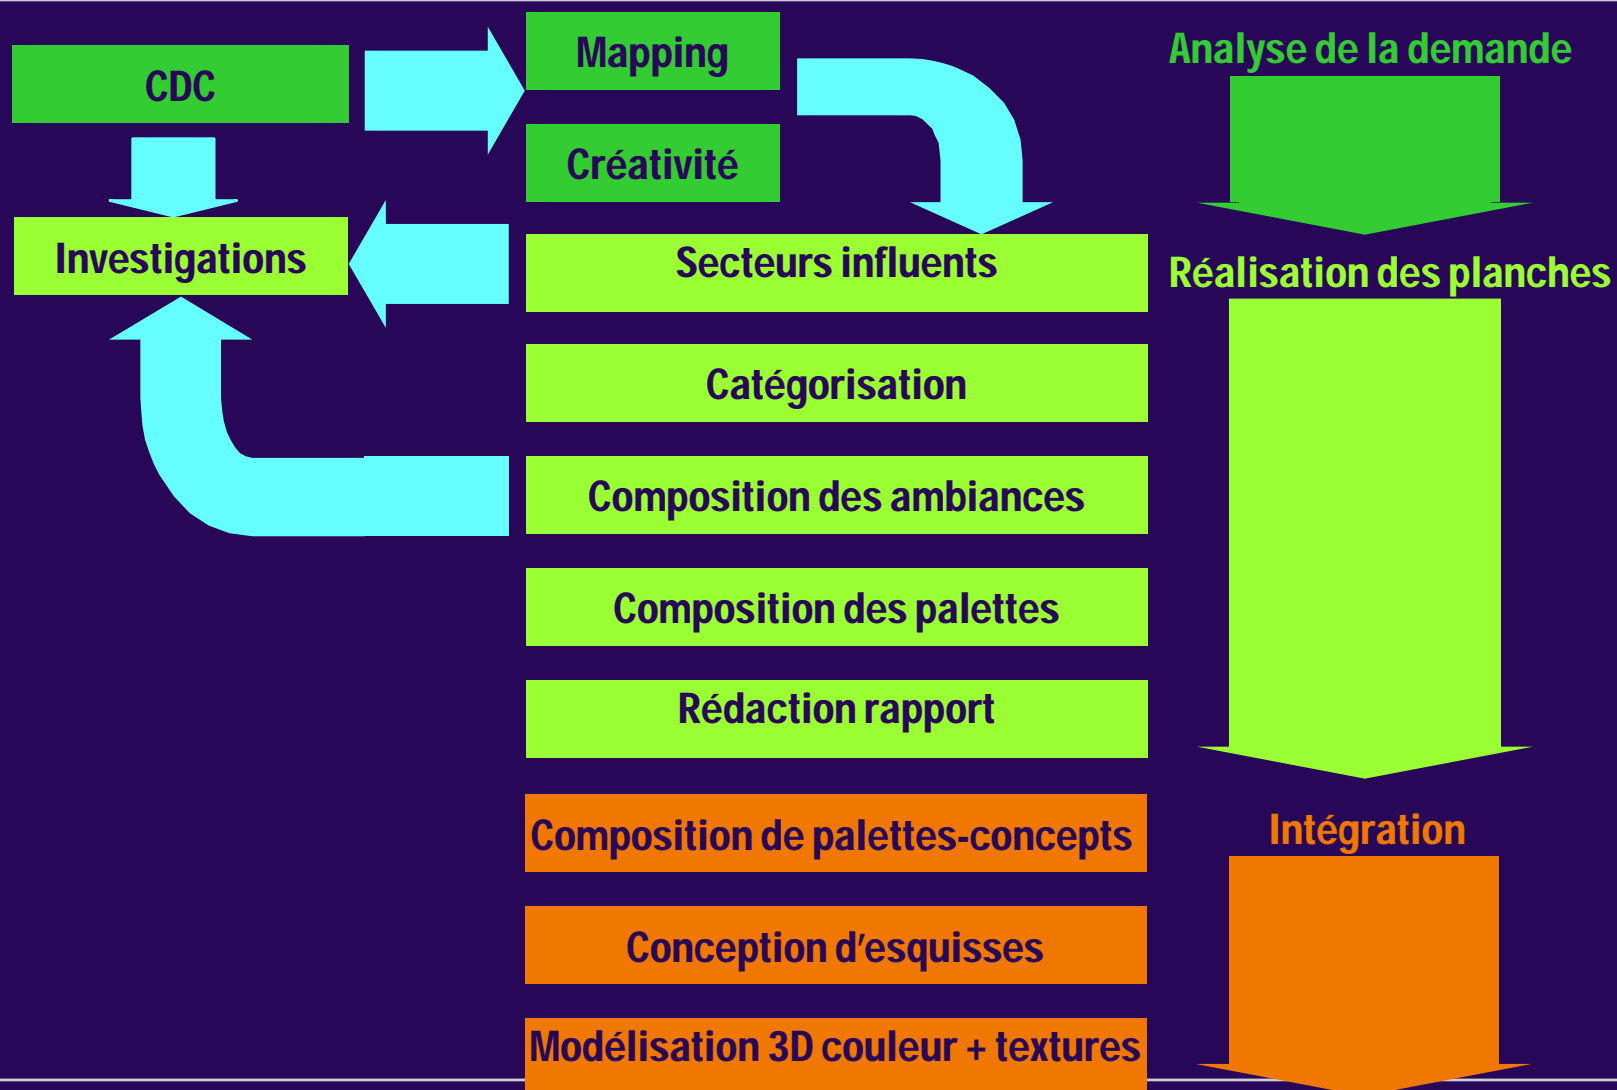 CDC
Mapping
Créativité
Analyse de la demande
Investigations
Secteurs influents
Réalisation des planches
Catégorisation
Composition des ambiances
Composition des palettes
Rédaction rapport
Composition de palettes-concepts
Intégration
Conception d’esquisses
Modélisation 3D couleur + textures